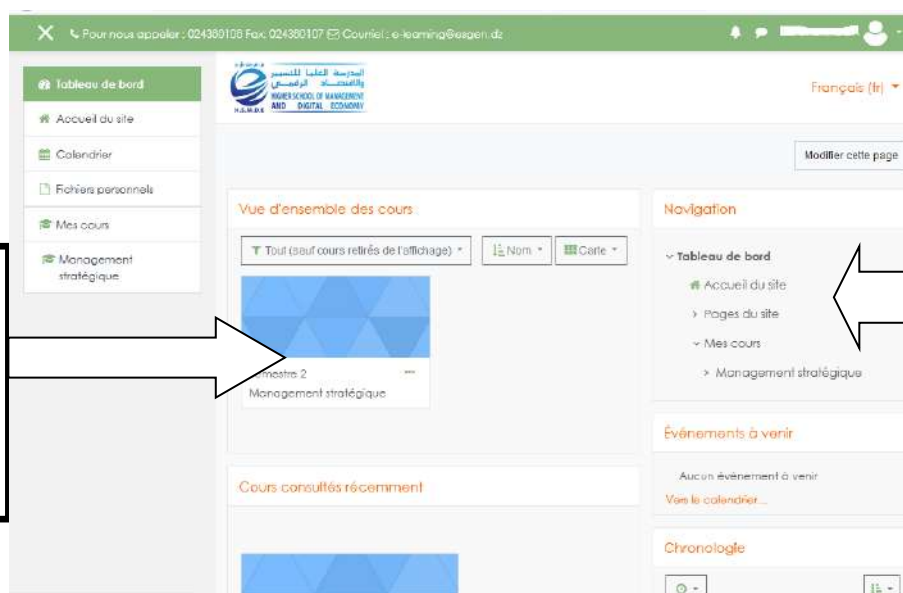 Pour nous appeler : 024380106 Fax: 024380107 Courriel : e-learning@esgen.dz
Tableau de bord
Accueil du site
Calendrier
Fichiers personnels
Mes cours
Management
stratégique
المدرسة العليا للتسيير
والاقتصاد الرقمي
HIGHER SCHOOL OF MANAGEMENT
AND DIGITAL ECONOMY
Français (fr)
Modifier cette page
Vue d'ensemble des cours
Tout (sauf cours retirés de l'affichage)
Nom
Carte
Semestre 2
Management stratégique
Cours consultés récemment
Navigation
Tableau de bord
Accueil du site
Pages du site
Mes cours
Management stratégique
Événements à venir
Aucun évènement à venir
Vers le calendrier...
Chronologie